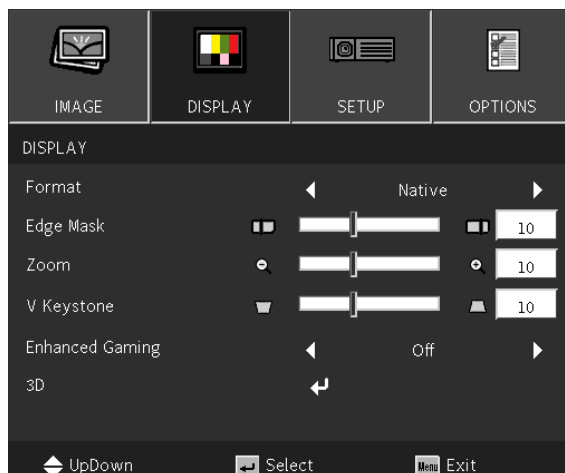 IMAGE DISPLAY SETUP OPTIONS
DISPLAY
Format Native
Edge Mask 10
Zoom 10
V Keystone 10
Enhanced Gaming Off
3D
UpDown Select Menu Exit